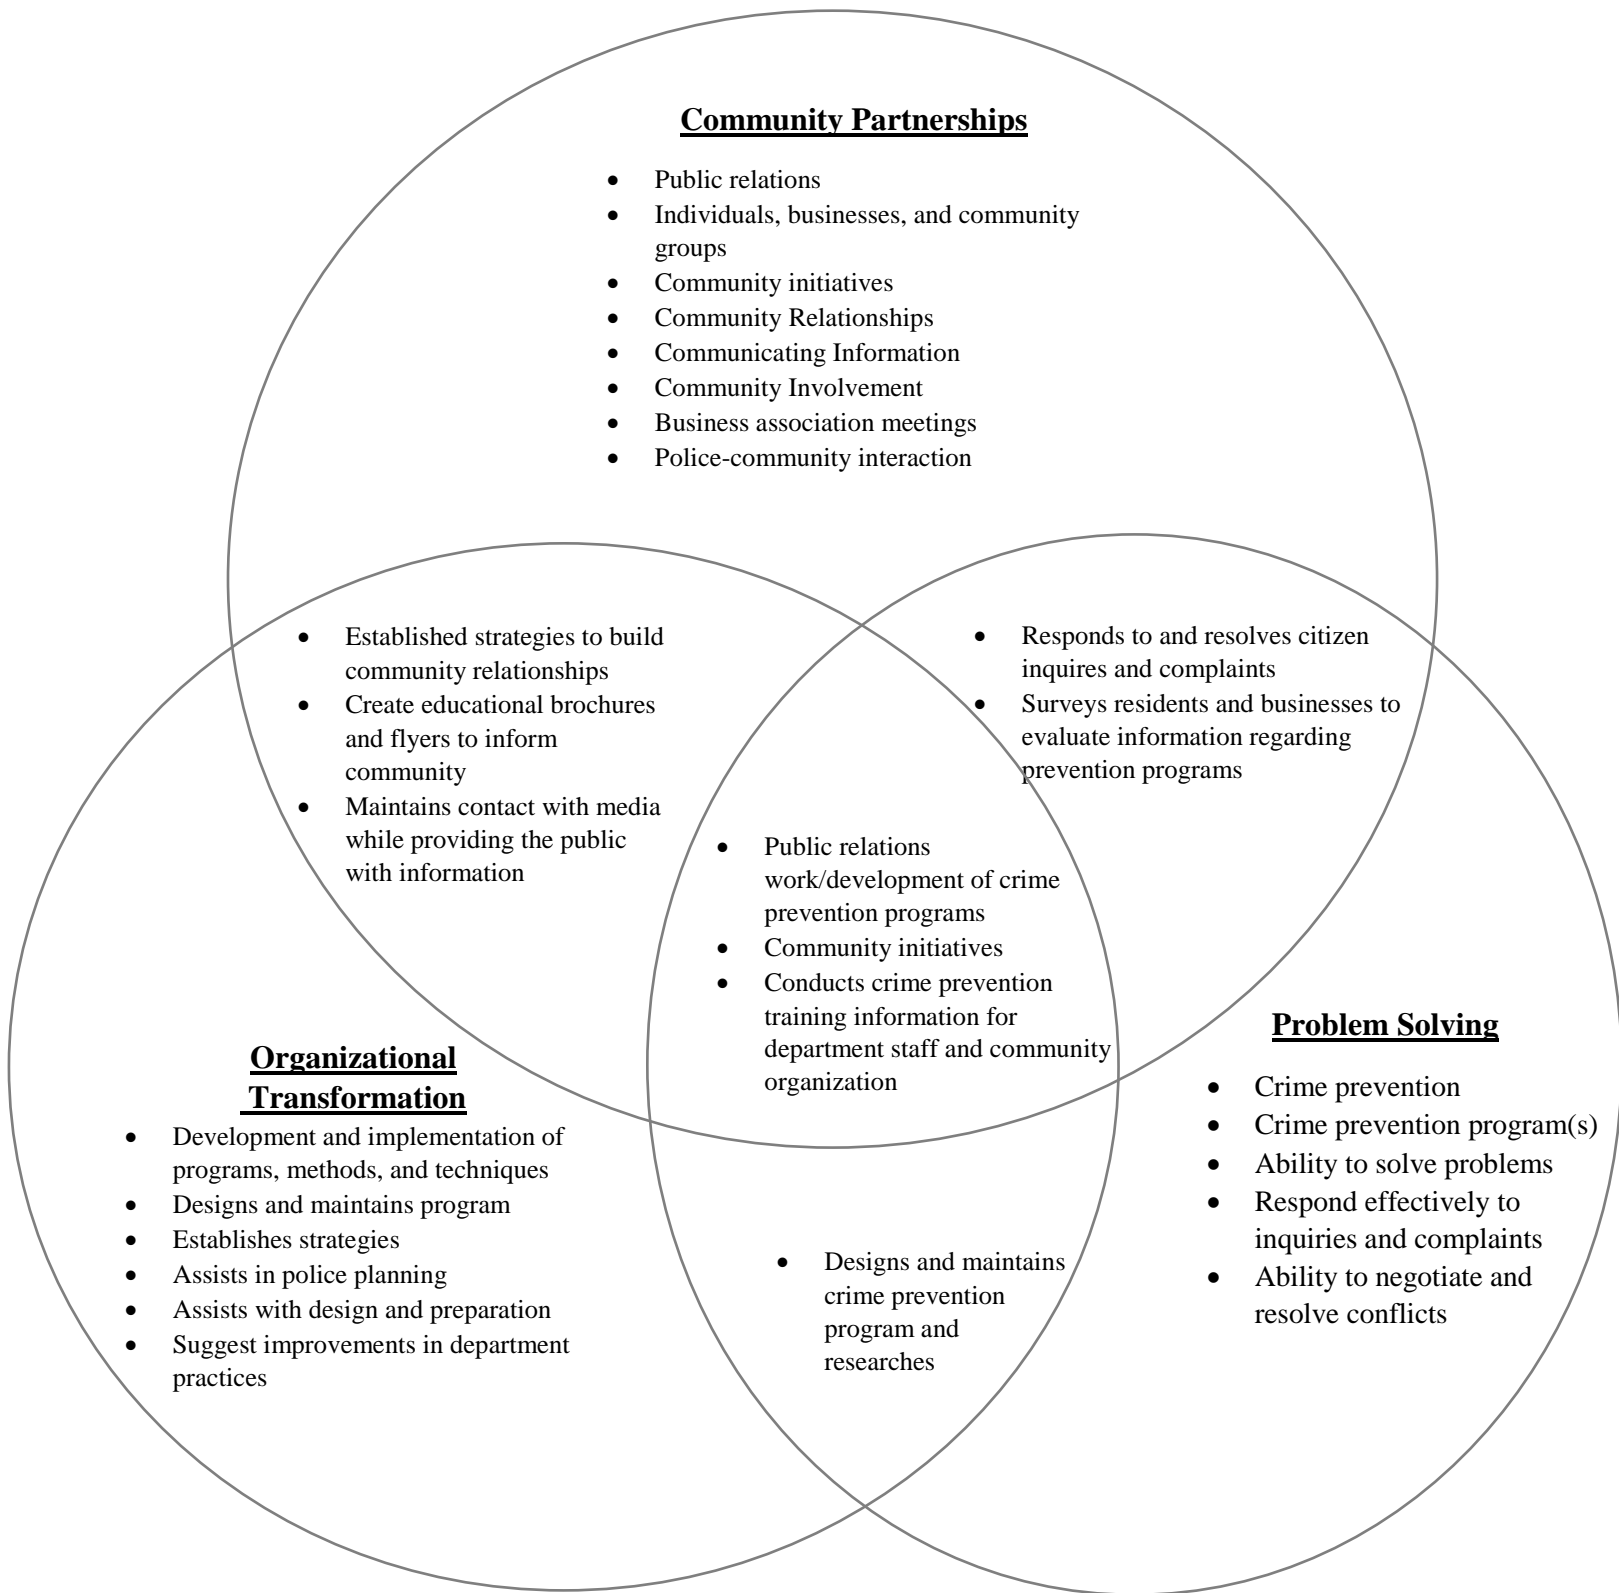 Community Partnerships
• Public relations
• Individuals, businesses, and community
groups
• Community initiatives
• Community Relationships
• Communicating Information
• Community Involvement
• Business association meetings
• Police-community interaction
• Established strategies to build
community relationships
• Create educational brochures
and flyers to inform
community
• Maintains contact with media
while providing the public
with information
• Responds to and resolves citizen
inquires and complaints
• Surveys residents and businesses to
evaluate information regarding
prevention programs
• Public relations
work/development of crime
prevention programs
• Community initiatives
• Conducts crime prevention
training information for
department staff and community
organization
Organizational
Transformation
• Development and implementation of
programs, methods, and techniques
• Designs and maintains program
• Establishes strategies
• Assists in police planning
• Assists with design and preparation
• Suggest improvements in department
practices
• Designs and maintains
crime prevention
program and
researches
Problem Solving
• Crime prevention
• Crime prevention program(s)
• Ability to solve problems
• Respond effectively to
inquiries and complaints
• Ability to negotiate and
resolve conflicts